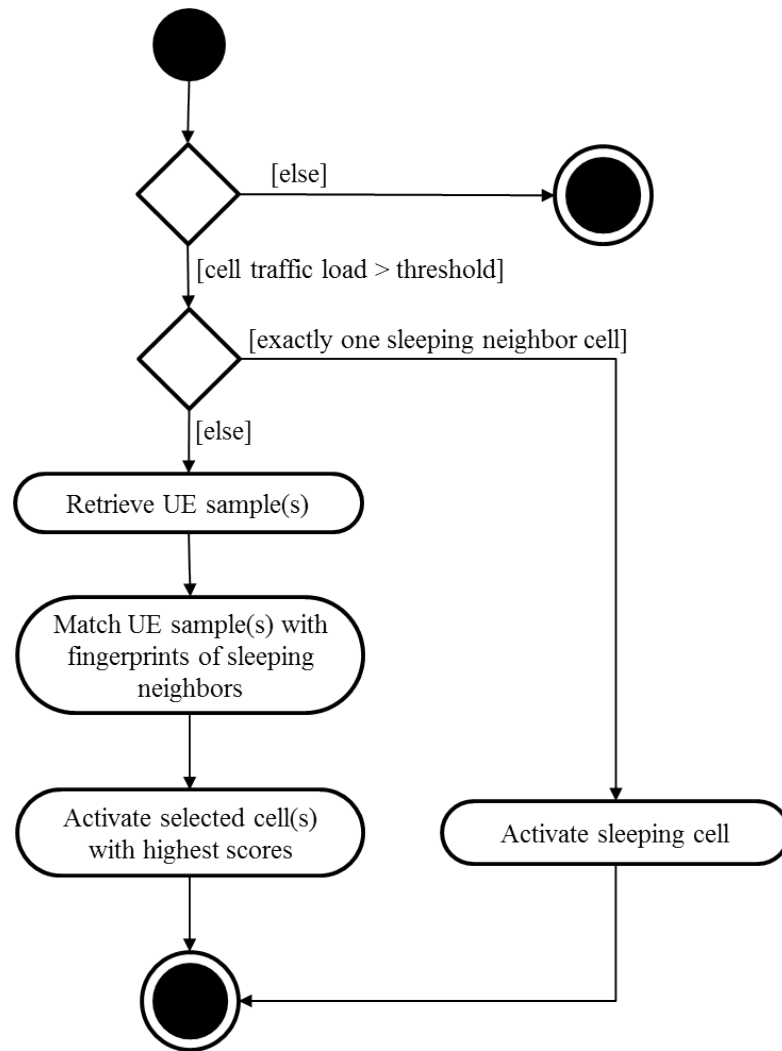 [else]
[cell traffic load > threshold]
[exactly one sleeping neighbor cell]
[else]
Retrieve UE sample(s)
Match UE sample(s) with
fingerprints of sleeping
neighbors
Activate selected cell(s)
with highest scores
Activate sleeping cell